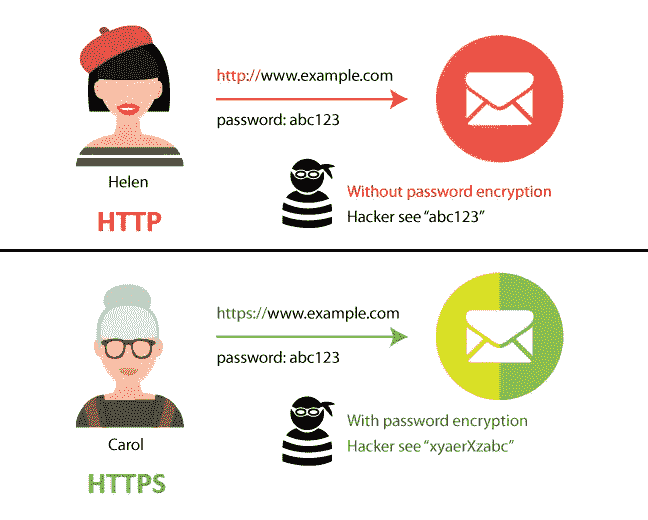 http://www.example.com
password: abc123
Helen
HTTP
Without password encryption
Hacker see “abc123”
https://www.example.com
password: abc123
Carol
HTTPS
With password encryption
Hacker see “xyaerXzabc”